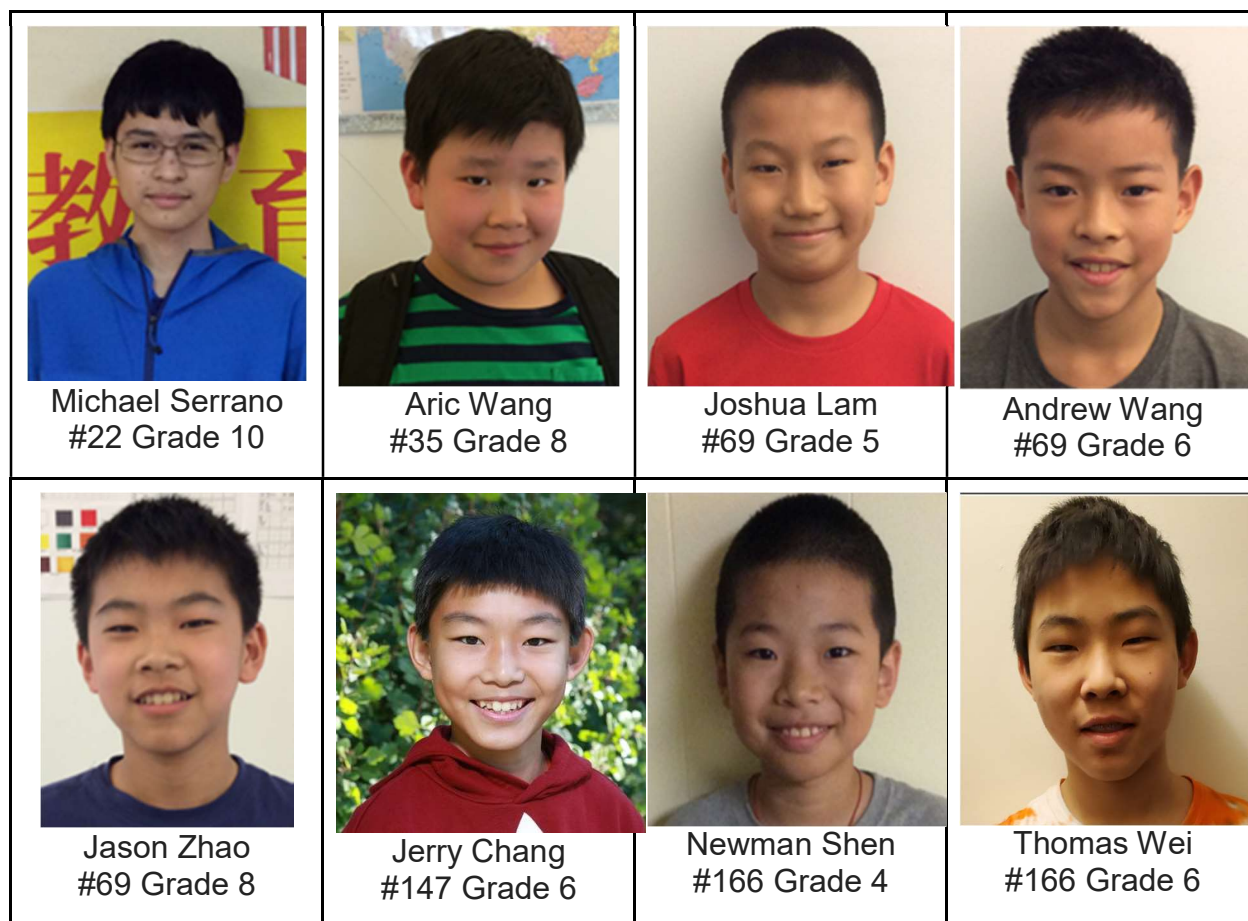 教育
Michael Serrano
#22 Grade 10
Aric Wang
#35 Grade 8
Joshua Lam
#69 Grade 5
Andrew Wang
#69 Grade 6
Jason Zhao
#69 Grade 8
Jerry Chang
#147 Grade 6
Newman Shen
#166 Grade 4
Thomas Wei
#166 Grade 6